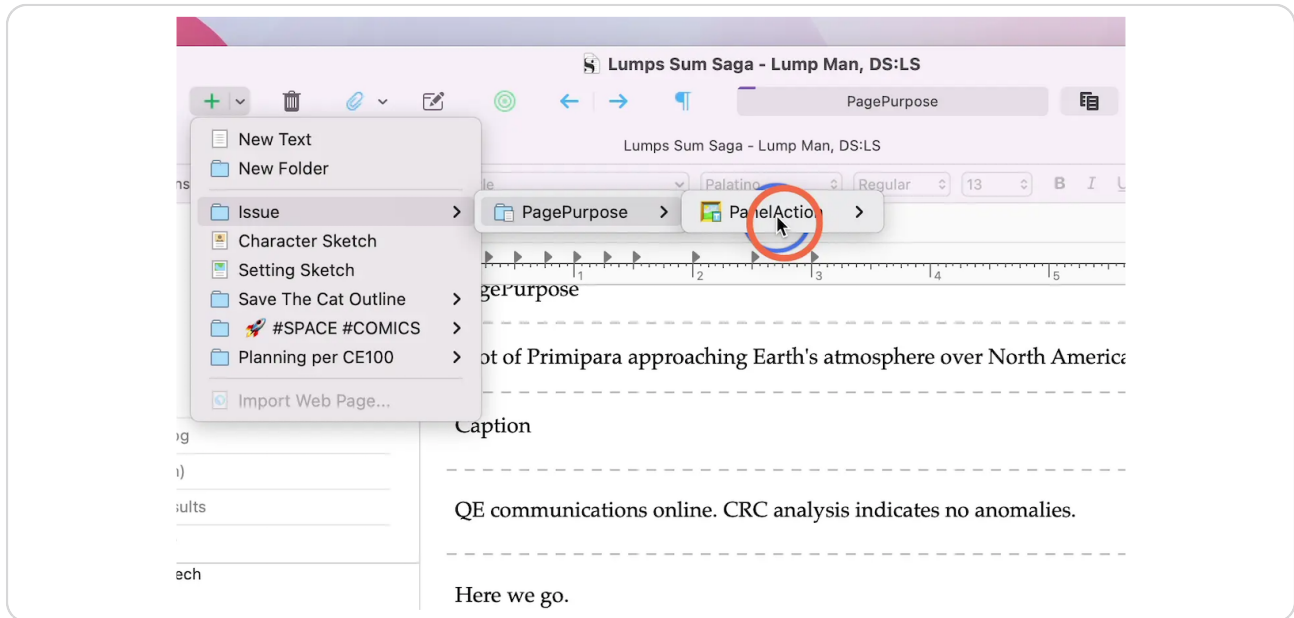 Lumps Sum Saga - Lump Man, DS:LS
PagePurpose
Lumps Sum Saga - Lump Man, DS:LS
New Text
New Folder
Issue
Character Sketch
Setting Sketch
Save The Cat Outline
🚀 #SPACE #COMICS
Planning per CE100
Import Web Page...
PagePurpose
PanelAction
Palatino
Regular
13
B I U
1 2 3 4 5
gePurpose
ot of Primipara approaching Earth's atmosphere over North America
Caption
QE communications online. CRC analysis indicates no anomalies.
Here we go.
sults
ech